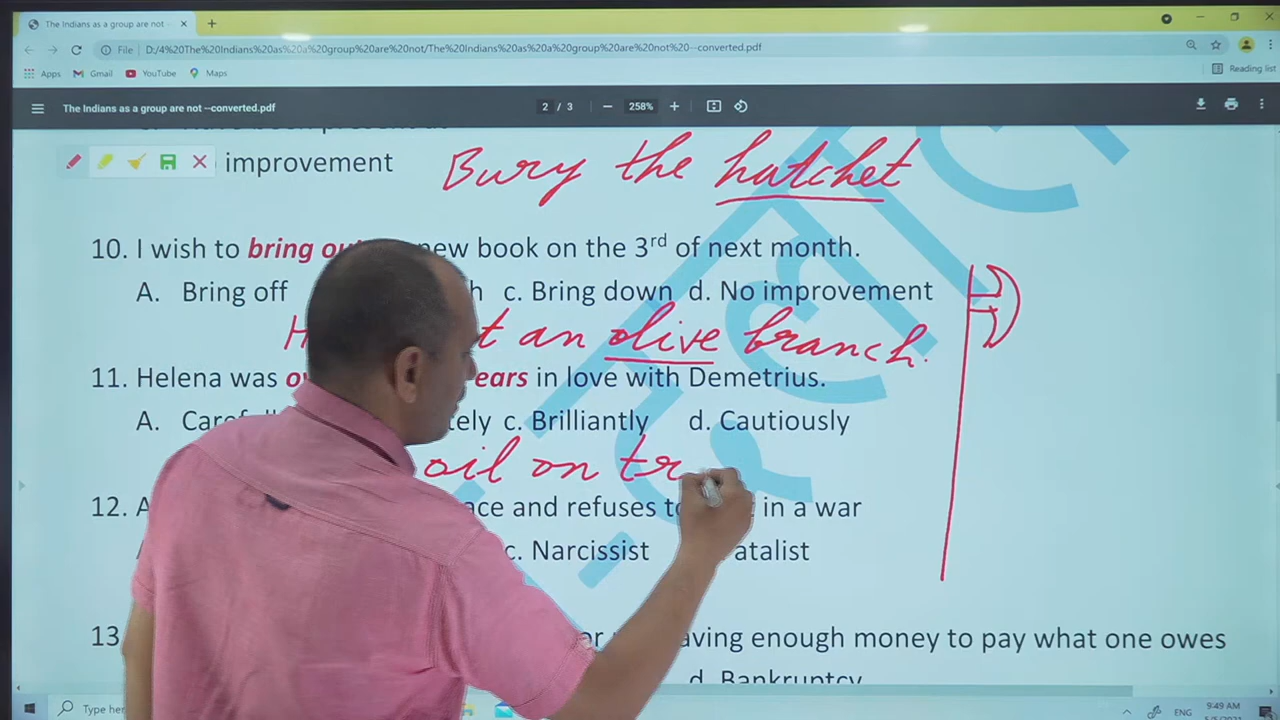 The Indians as a group are not
File D:/4%20The%20Indians%20as%20a%20group%20are%20not/The%20Indians%20as%20a%20group%20are%20not%20--converted.pdf
Apps Gmail YouTube Maps Reading list
The Indians as a group are not --converted.pdf 2 / 3 258%
improvement Bury the hatchet
10. I wish to bring new book on the 3rd of next month.
A. Bring off c. Bring down d. No improvement
an olive branch.
11. Helena was ears in love with Demetrius.
A. c. Brilliantly d. Cautiously
oil on
12. and refuses in a war
c. Narcissist
13 enough money to pay what one owes
d. Bankruptcy
ENG 9:49 AM